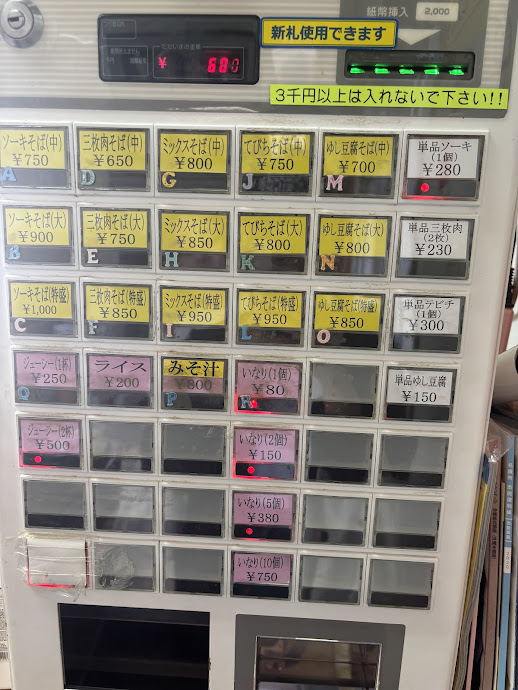 紙幣挿入
2,000
新札使用できます
¥ 680
3千円以上は入れないで下さい!!
ソーキそば(中)
¥750
A
三枚肉そば(中)
¥650
D
ミックスそば(中)
¥800
G
てびちそば(中)
¥750
J
ゆし豆腐そば(中)
¥700
M
単品ソーキ
(1個)
¥280
ソーキそば(大)
¥900
B
三枚肉そば(大)
¥750
E
ミックスそば(大)
¥850
H
てびちそば(大)
¥800
K
ゆし豆腐そば(大)
¥800
N
単品三枚肉
(2枚)
¥230
ソーキそば(特盛)
¥1,000
C
三枚肉そば(特盛)
¥850
F
ミックスそば(特盛)
¥950
I
てびちそば(特盛)
¥950
L
ゆし豆腐そば(特盛)
¥850
O
単品テビチ
(1個)
¥300
ジューシー(1杯)
¥250
Q
ライス
¥200
みそ汁
¥800
P
いなり(1個)
¥80
R
単品ゆし豆腐
¥150
ジューシー(2杯)
¥500
いなり(2個)
¥150
いなり(5個)
¥380
いなり(10個)
¥750